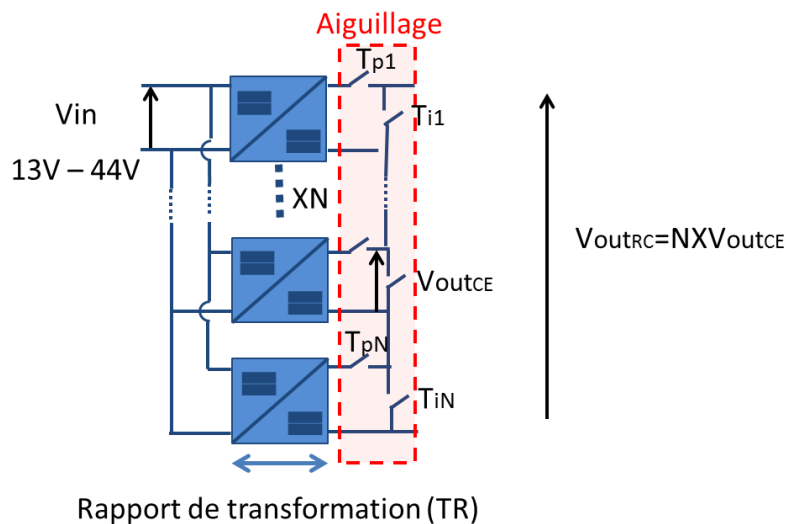 Aiguillage
Tp1
Vin
Ti1
13V – 44V
XN
VoutRC=NXVoutCE
VoutCE
TpN
TiN
Rapport de transformation (TR)